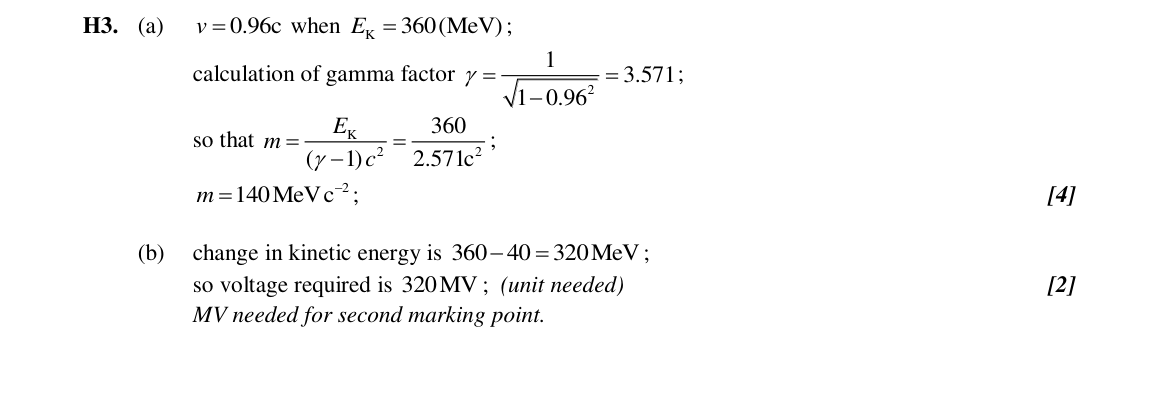 H3. (a) v = 0.96c when E_K = 360 (MeV);
calculation of gamma factor γ = 1/√(1−0.96²) = 3.571;
so that m = E_K/((γ−1)c²) = 360/(2.571c²);
m = 140 MeV c⁻²; [4]
(b) change in kinetic energy is 360 − 40 = 320 MeV;
so voltage required is 320 MV; (unit needed) [2]
MV needed for second marking point.